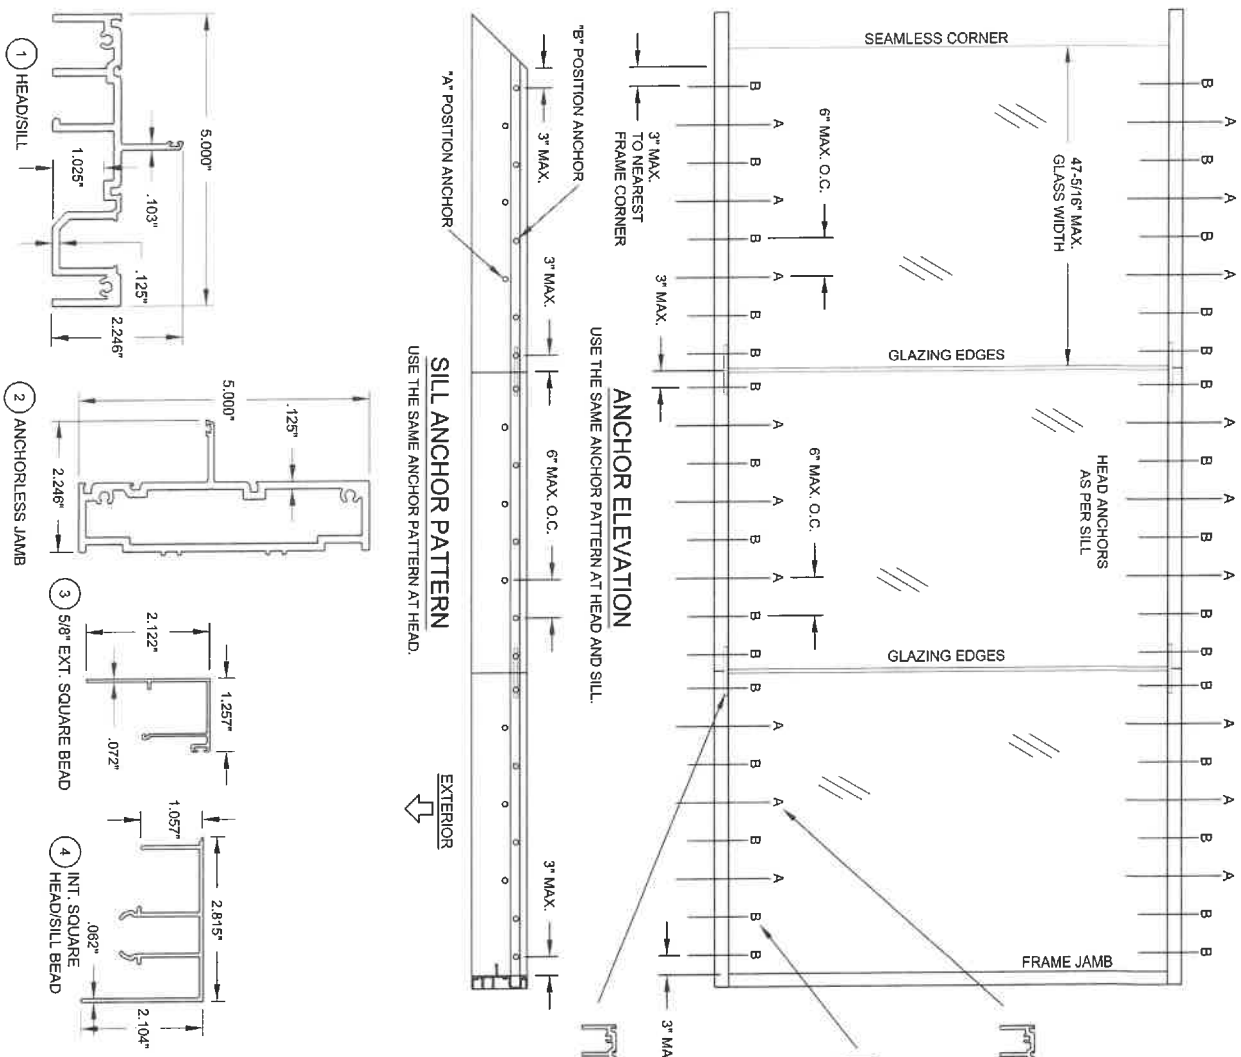 SEAMLESS CORNER
47-5/16" MAX.
GLASS WIDTH
GLAZING EDGES
HEAD ANCHORS
AS PER SILL
GLAZING EDGES
FRAME JAMB
B
A
B
A
B
A
B
B
B
A
B
A
B
A
B
B
B
A
B
A
B
A
B
B
6" MAX. O.C.
6" MAX. O.C.
B
A
B
A
B
A
B
B
B
A
B
A
B
A
B
B
B
A
B
A
B
A
B
B
3" MAX.
TO NEAREST
FRAME CORNER
3" MAX.
3" MA
ANCHOR ELEVATION
USE THE SAME ANCHOR PATTERN AT HEAD AND SILL.
"B" POSITION ANCHOR
"A" POSITION ANCHOR
3" MAX.
3" MAX.
6" MAX. O.C.
3" MAX.
SILL ANCHOR PATTERN
USE THE SAME ANCHOR PATTERN AT HEAD.
EXTERIOR
5.000"
1.025"
.103"
.125"
2.246"
1 HEAD/SILL
5.000"
.125"
2.246"
2 ANCHORLESS JAMB
2.122"
1.257"
.072"
3 5/8" EXT. SQUARE BEAD
1.057"
2.815"
.062"
2.104"
4 INT. SQUARE
HEAD/SILL BEAD